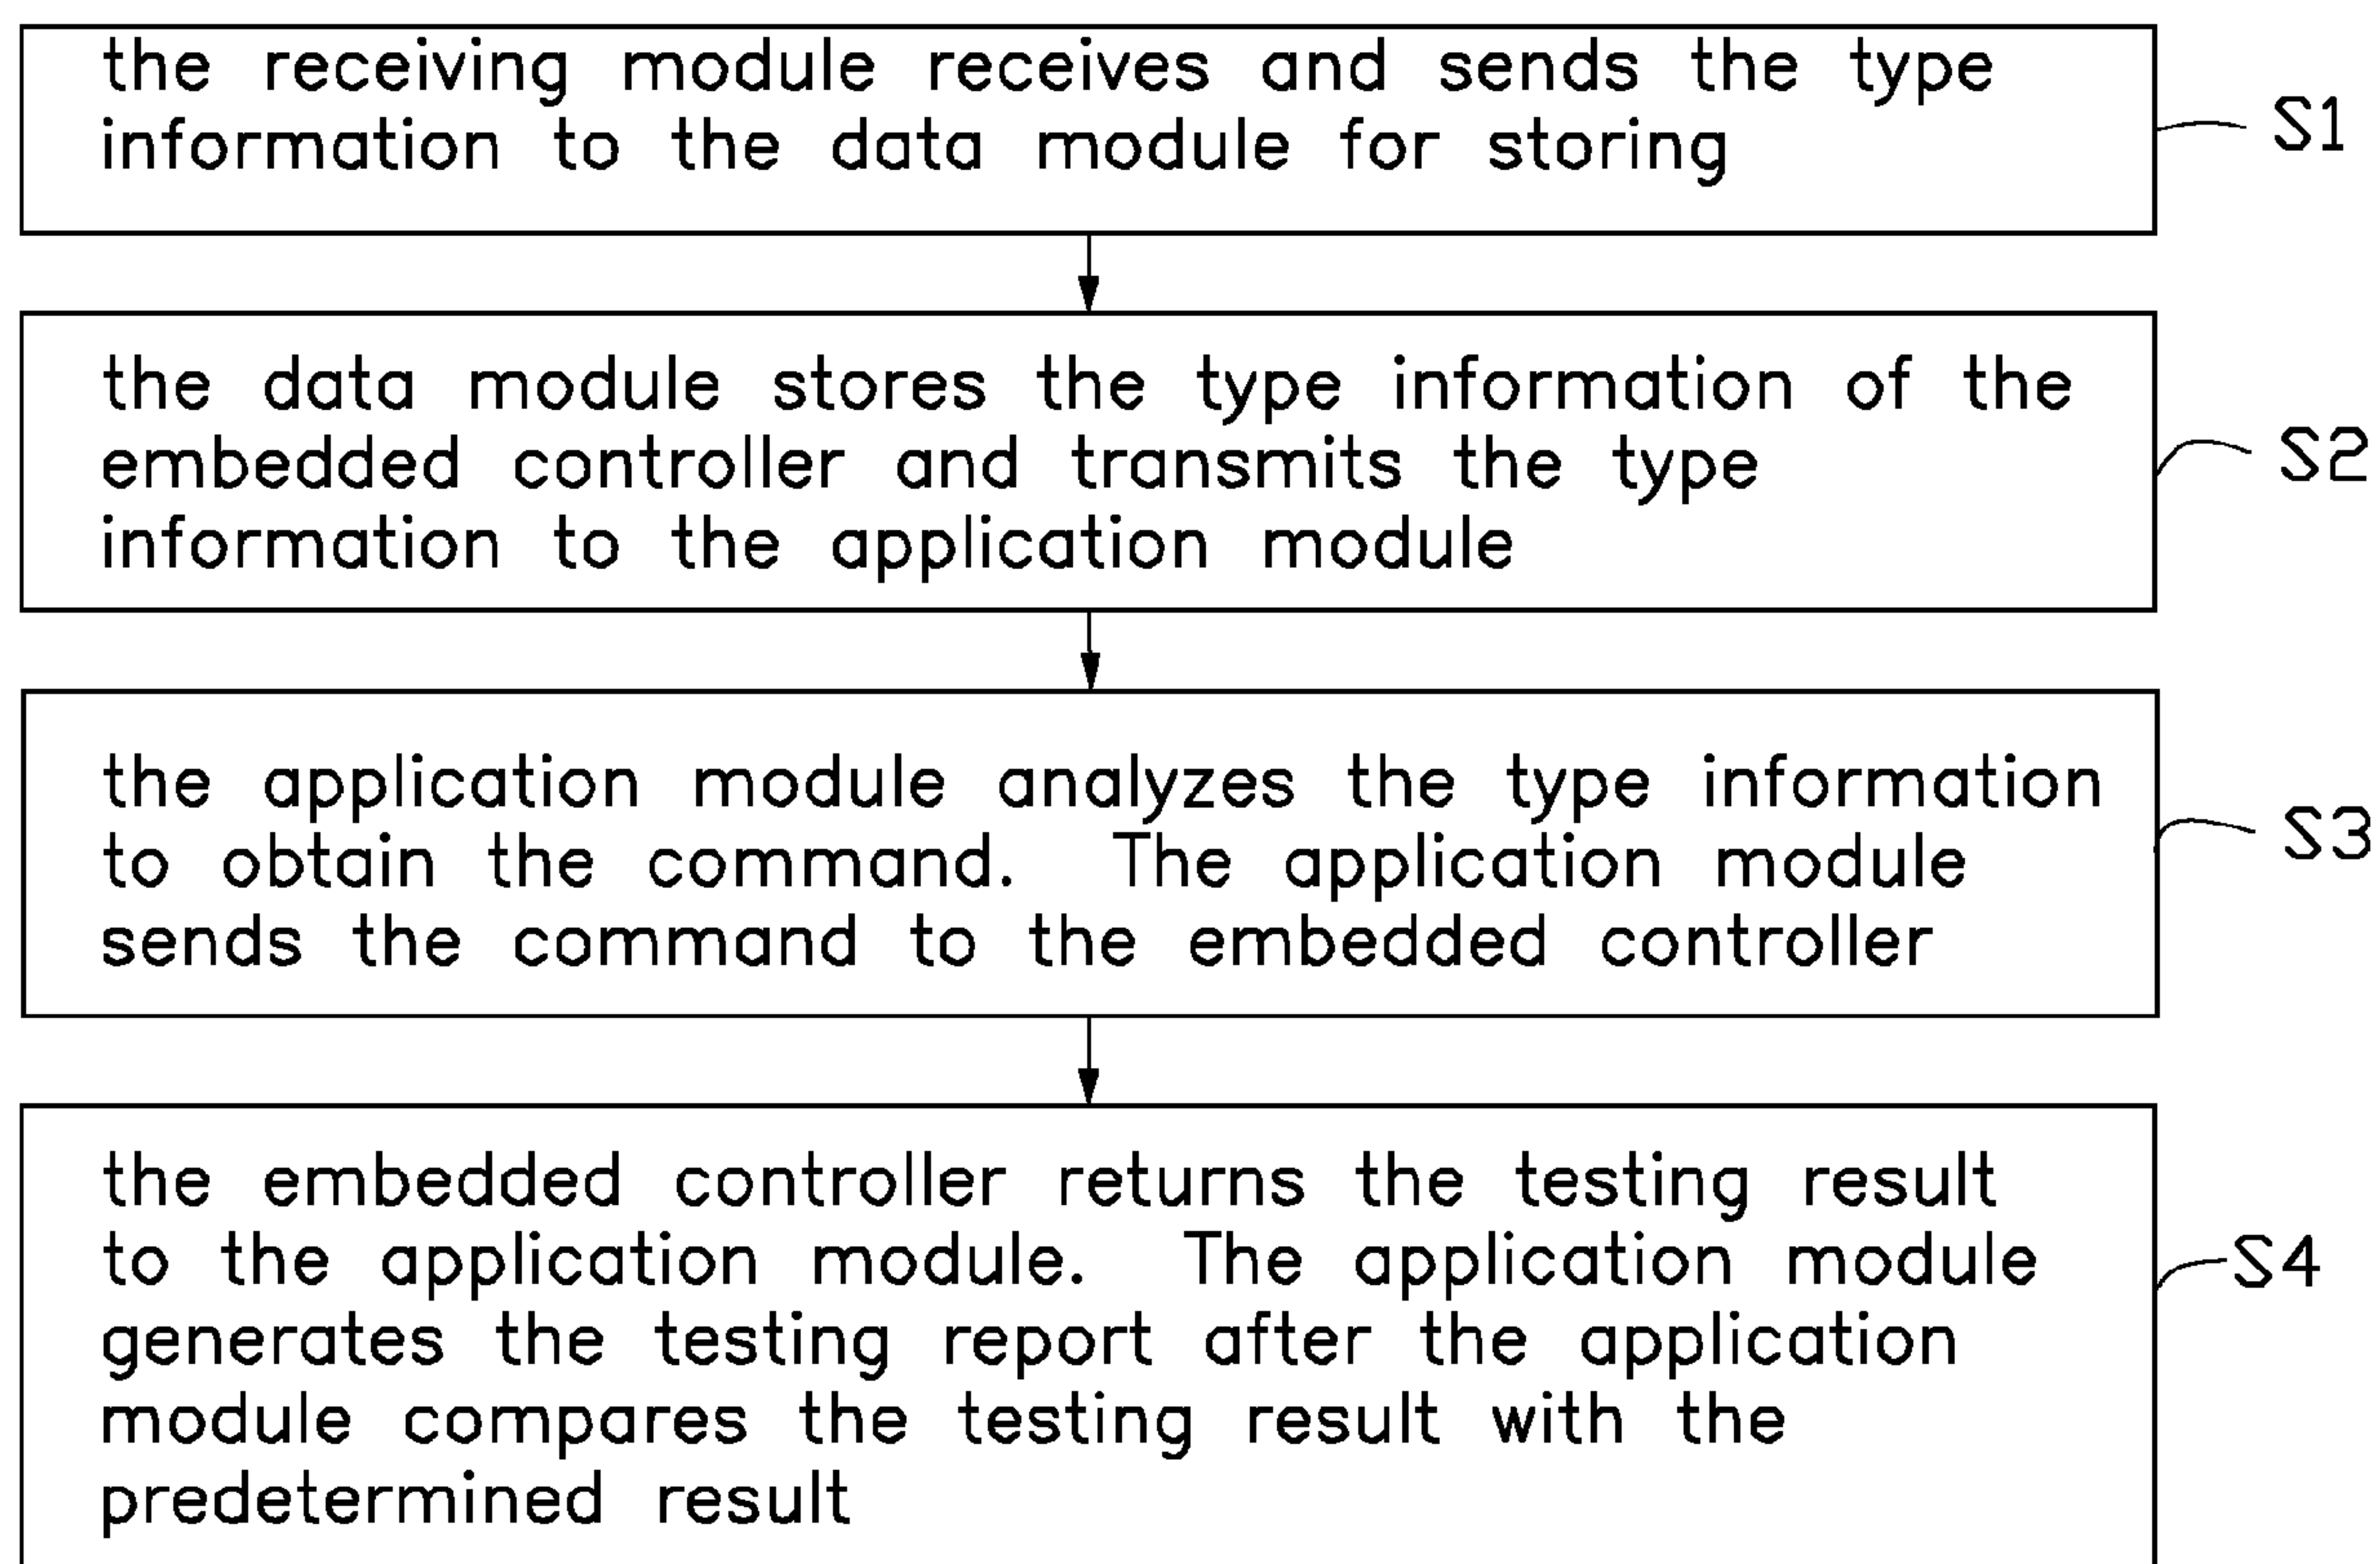 the receiving module receives and sends the type
information to the data module for storing
S1
the data module stores the type information of the
embedded controller and transmits the type
information to the application module
S2
the application module analyzes the type information
to obtain the command. The application module
sends the command to the embedded controller
S3
the embedded controller returns the testing result
to the application module. The application module
generates the testing report after the application
module compares the testing result with the
predetermined result
S4